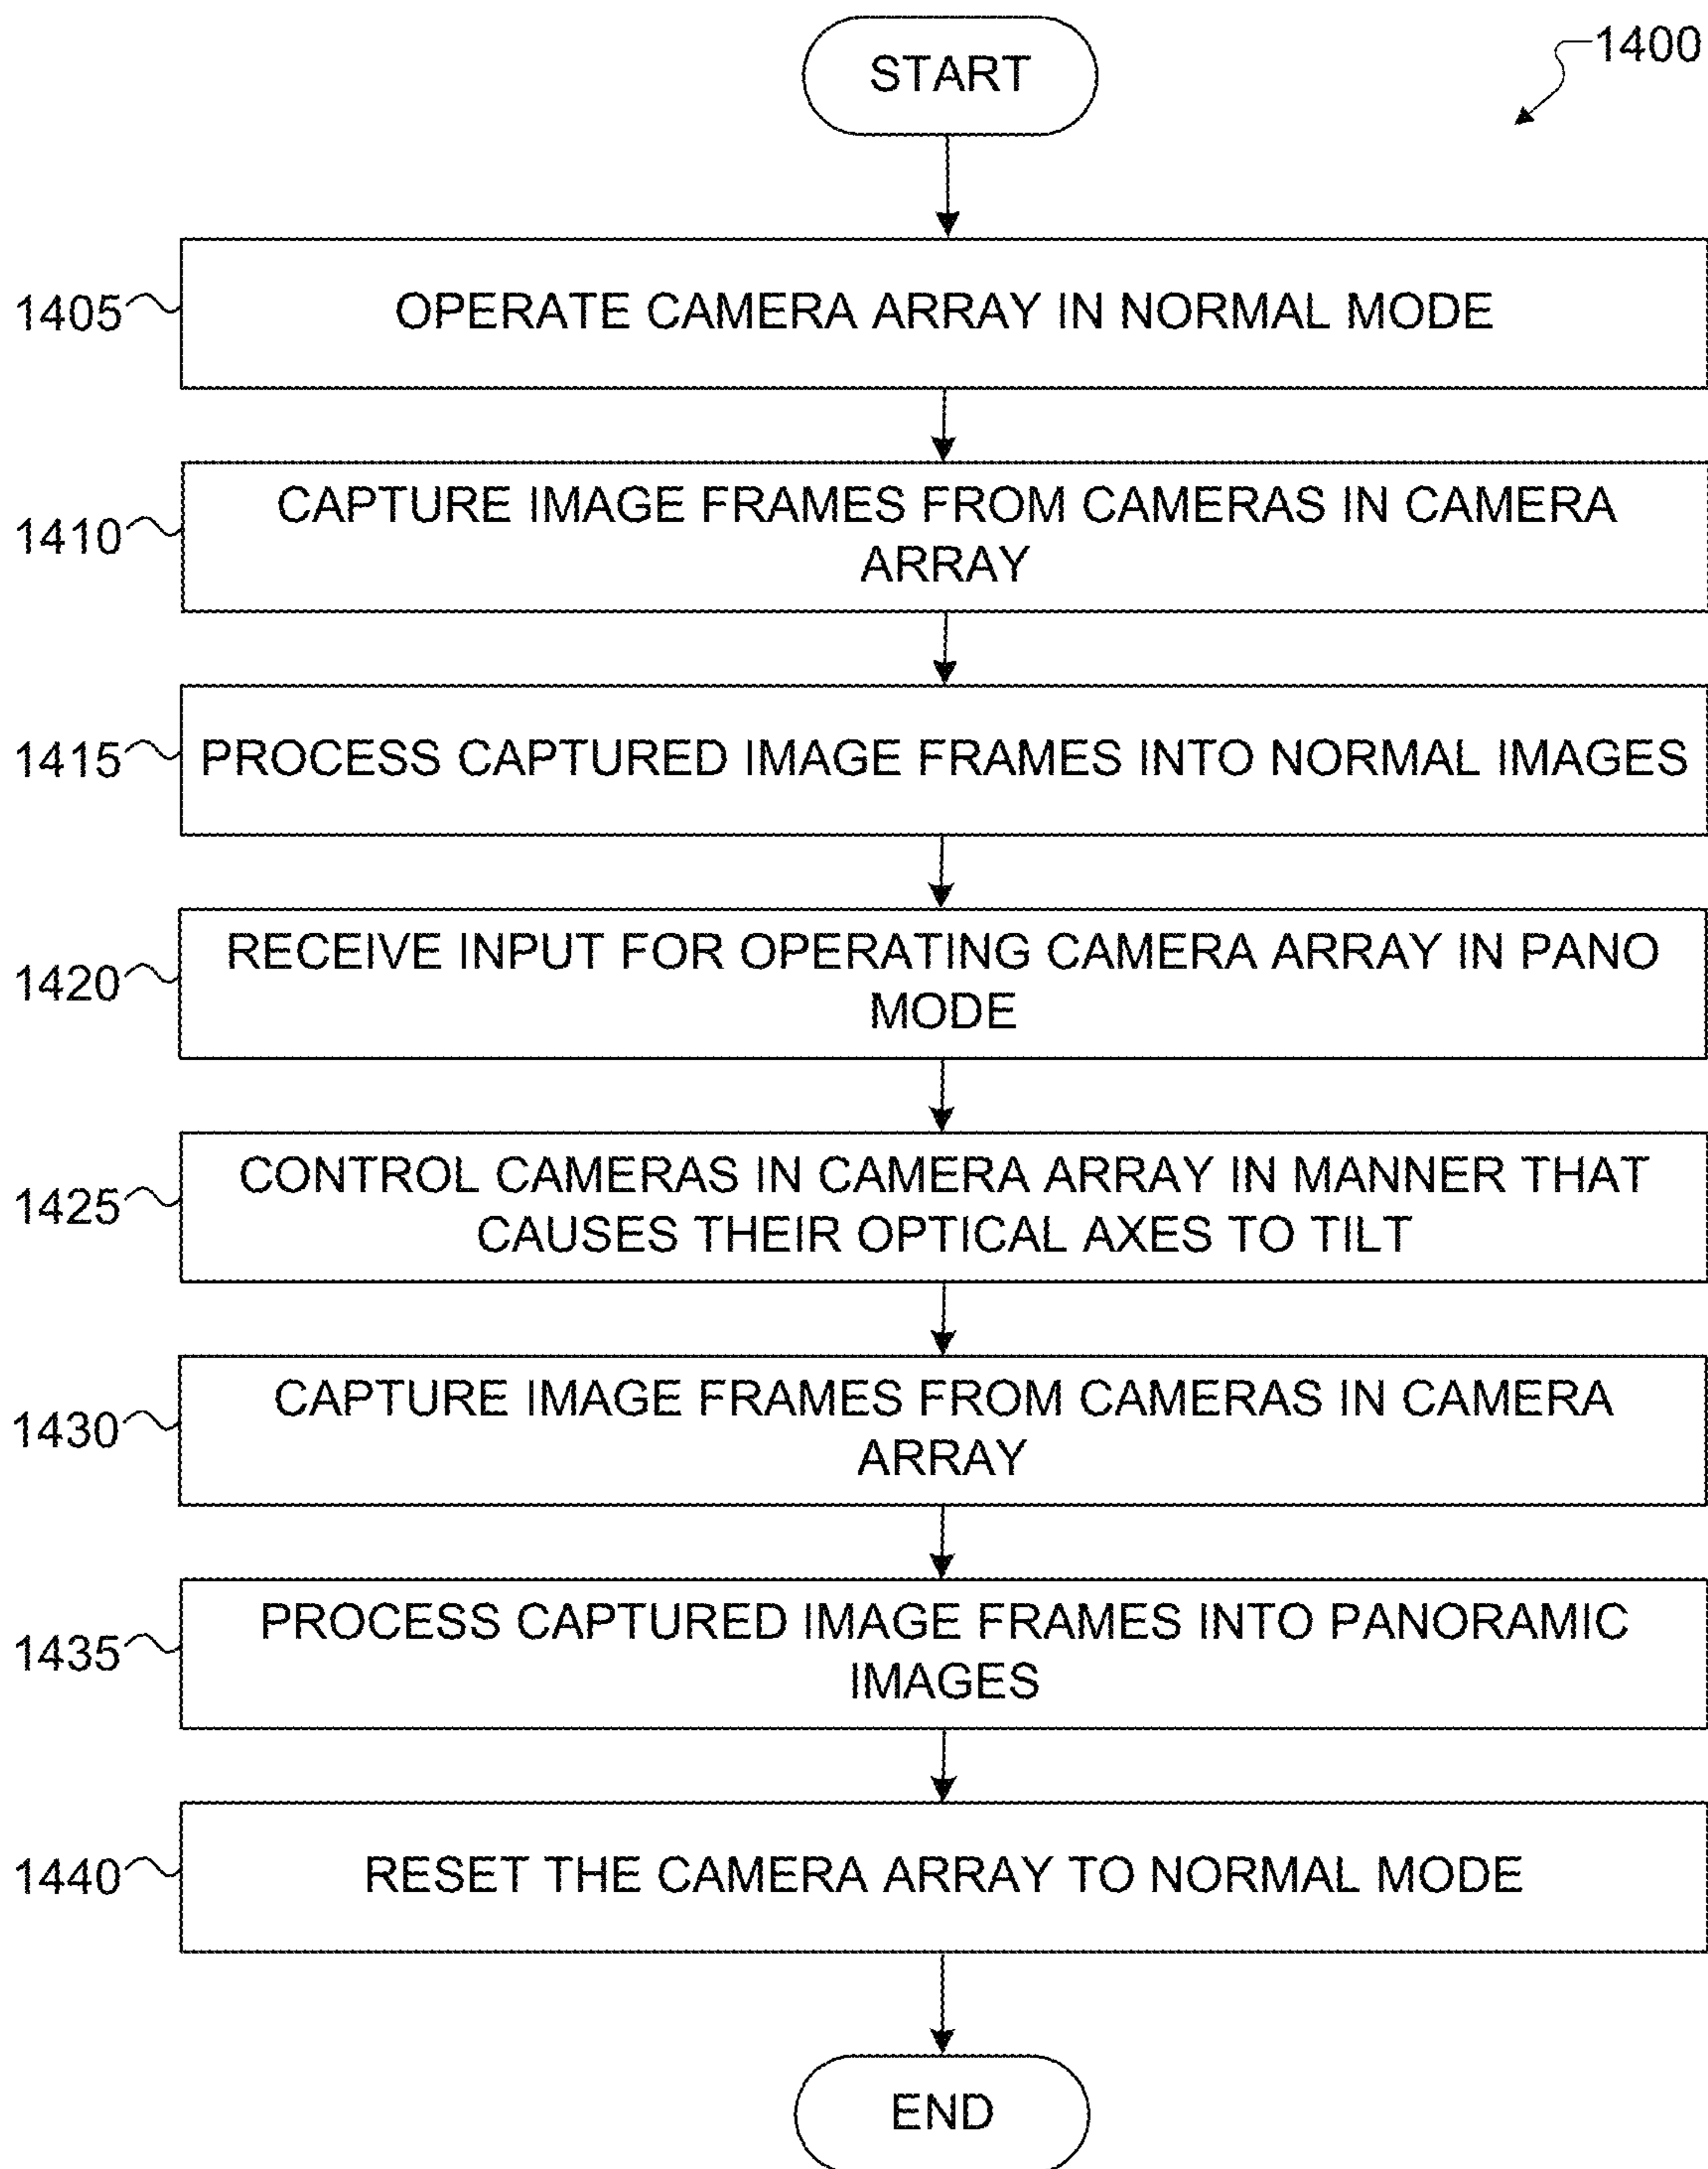 START
1400
1405
OPERATE CAMERA ARRAY IN NORMAL MODE
1410
CAPTURE IMAGE FRAMES FROM CAMERAS IN CAMERA
ARRAY
1415
PROCESS CAPTURED IMAGE FRAMES INTO NORMAL IMAGES
1420
RECEIVE INPUT FOR OPERATING CAMERA ARRAY IN PANO
MODE
1425
CONTROL CAMERAS IN CAMERA ARRAY IN MANNER THAT
CAUSES THEIR OPTICAL AXES TO TILT
1430
CAPTURE IMAGE FRAMES FROM CAMERAS IN CAMERA
ARRAY
1435
PROCESS CAPTURED IMAGE FRAMES INTO PANORAMIC
IMAGES
1440
RESET THE CAMERA ARRAY TO NORMAL MODE
END